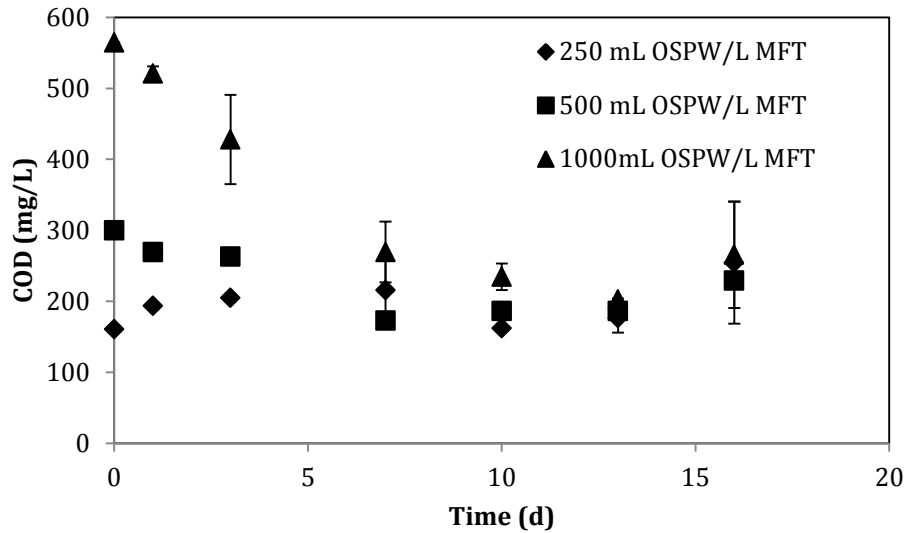 600
500
400
300
200
100
0
COD (mg/L)
250 mL OSPW/L MFT
500 mL OSPW/L MFT
1000mL OSPW/L MFT
0 5 10 15 20
Time (d)